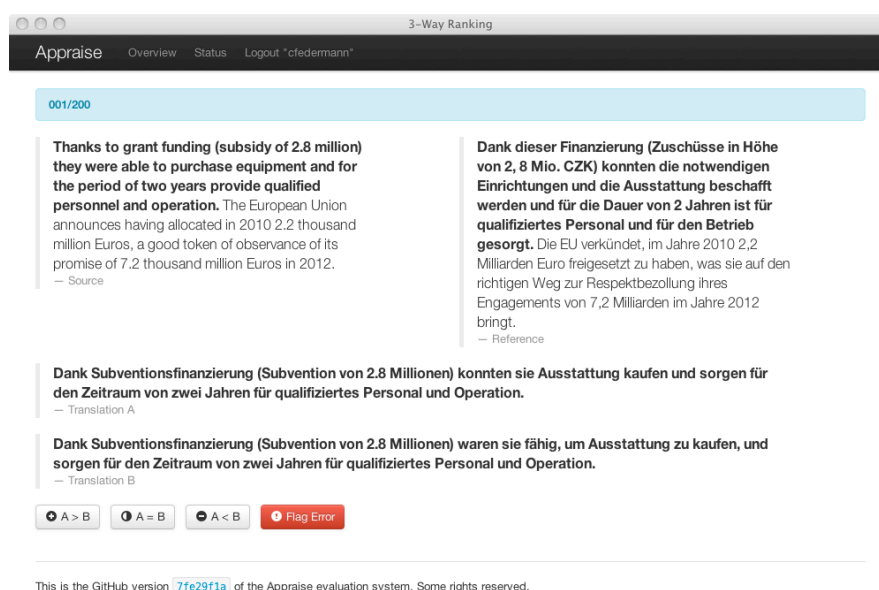 3-Way Ranking
Appraise Overview Status Logout "cfedermann"
001/200
Thanks to grant funding (subsidy of 2.8 million)
they were able to purchase equipment and for
the period of two years provide qualified
personnel and operation. The European Union
announces having allocated in 2010 2.2 thousand
million Euros, a good token of observance of its
promise of 7.2 thousand million Euros in 2012.
— Source
Dank dieser Finanzierung (Zuschüsse in Höhe
von 2, 8 Mio. CZK) konnten die notwendigen
Einrichtungen und die Ausstattung beschafft
werden und für die Dauer von 2 Jahren ist für
qualifiziertes Personal und für den Betrieb
gesorgt. Die EU verkündet, im Jahre 2010 2,2
Milliarden Euro freigesetzt zu haben, was sie auf den
richtigen Weg zur Respektbezollung ihres
Engagements von 7,2 Milliarden im Jahre 2012
bringt.
— Reference
Dank Subventionsfinanzierung (Subvention von 2.8 Millionen) konnten sie Ausstattung kaufen und sorgen für
den Zeitraum von zwei Jahren für qualifiziertes Personal und Operation.
— Translation A
Dank Subventionsfinanzierung (Subvention von 2.8 Millionen) waren sie fähig, um Ausstattung zu kaufen, und
sorgen für den Zeitraum von zwei Jahren für qualifiziertes Personal und Operation.
— Translation B
A > B A = B A < B Flag Error
This is the GitHub version 7fe29f1a of the Appraise evaluation system. Some rights reserved.